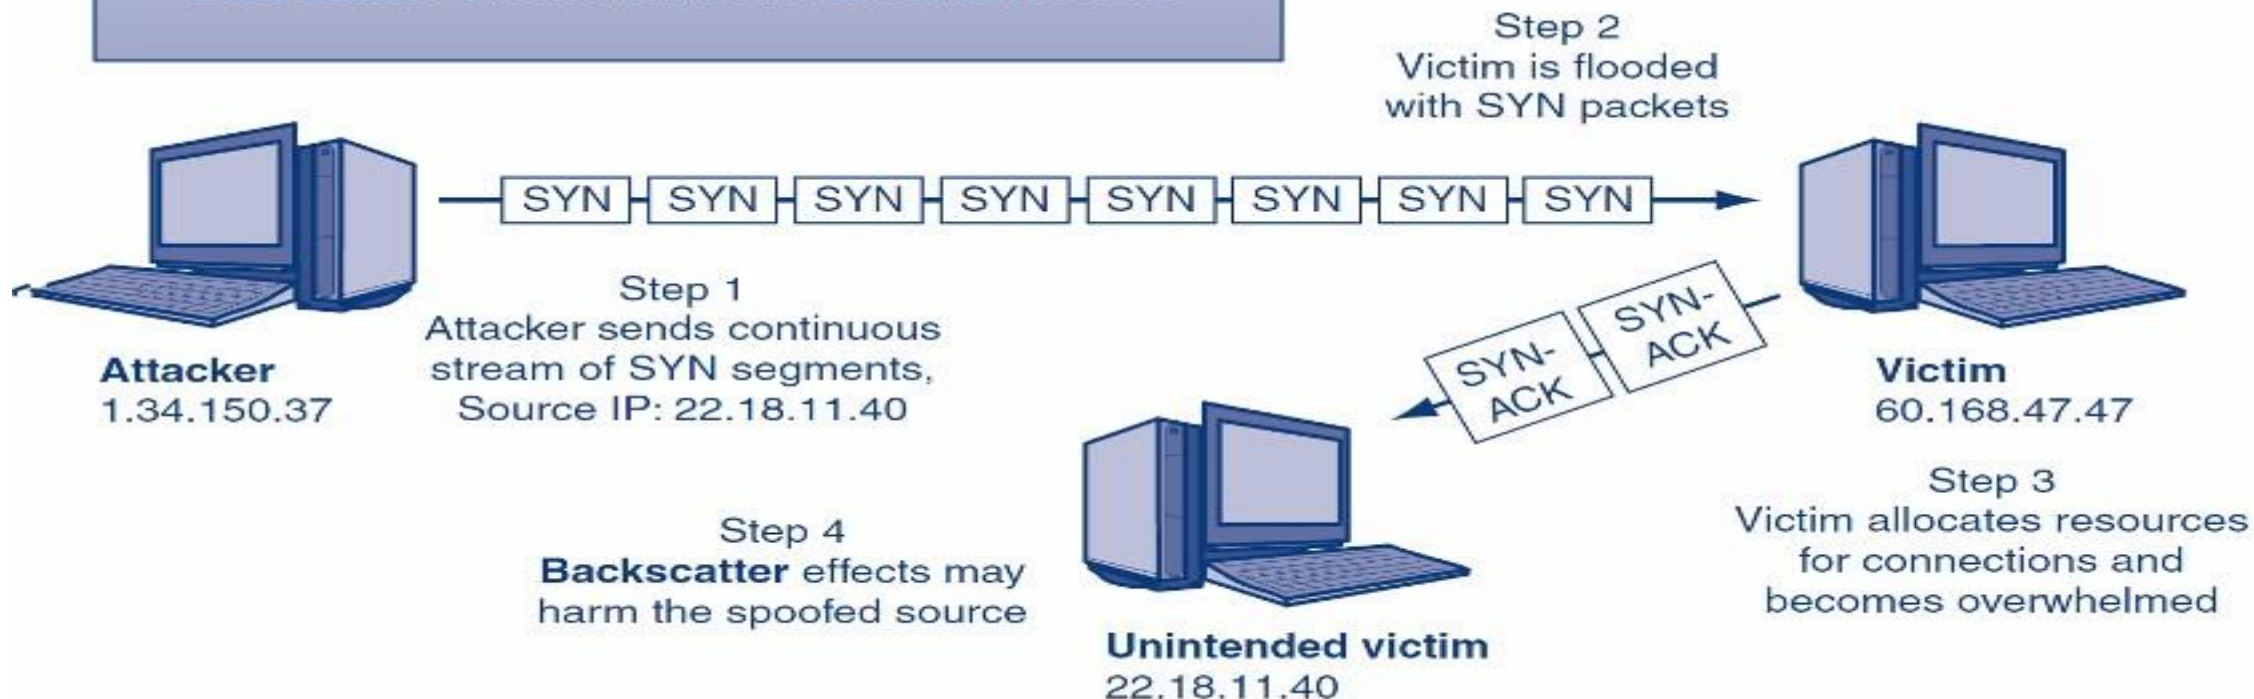 Step 2
Victim is flooded
with SYN packets
SYN SYN SYN SYN SYN SYN SYN SYN
Step 1
Attacker sends continuous
stream of SYN segments,
Source IP: 22.18.11.40
Attacker
1.34.150.37
SYN-
ACK
SYN-
ACK
Victim
60.168.47.47
Step 3
Victim allocates resources
for connections and
becomes overwhelmed
Step 4
Backscatter effects may
harm the spoofed source
Unintended victim
22.18.11.40